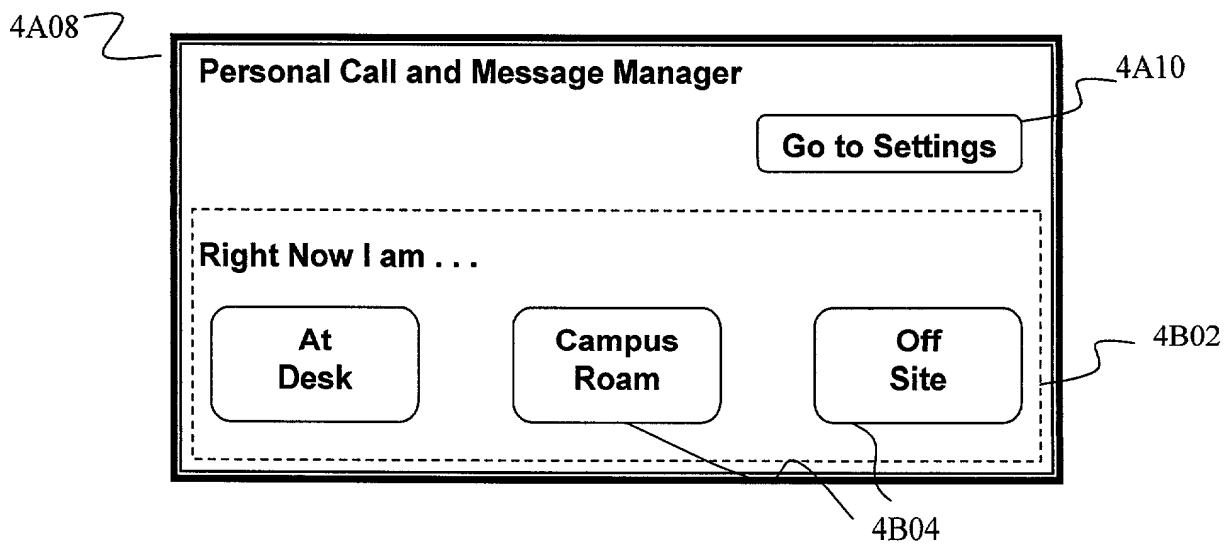 4A08
Personal Call and Message Manager
4A10
Go to Settings
Right Now I am . . .
At
Desk
Campus
Roam
Off
Site
4B02
4B04